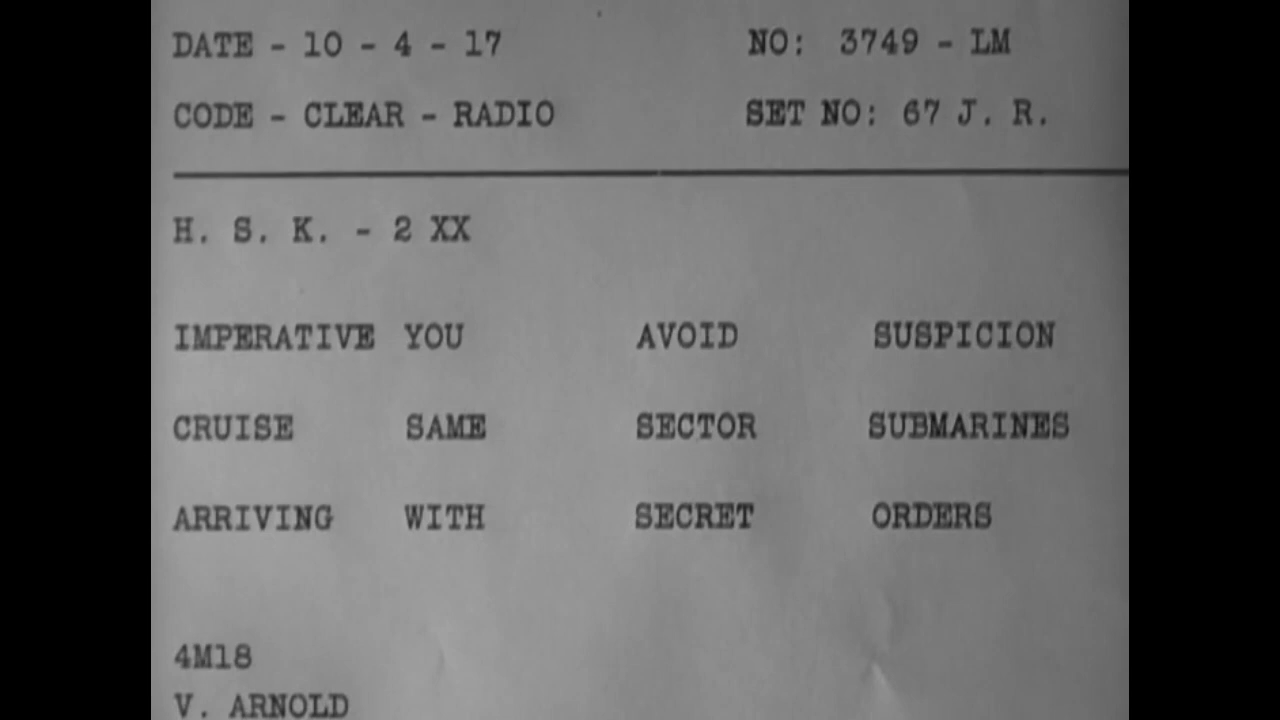 DATE - 10 - 4 - 17 NO: 3749 - LM
CODE - CLEAR - RADIO SET NO: 67 J. R.
H. S. K. - 2 XX
IMPERATIVE YOU AVOID SUSPICION
CRUISE SAME SECTOR SUBMARINES
ARRIVING WITH SECRET ORDERS
4M18
V. ARNOLD